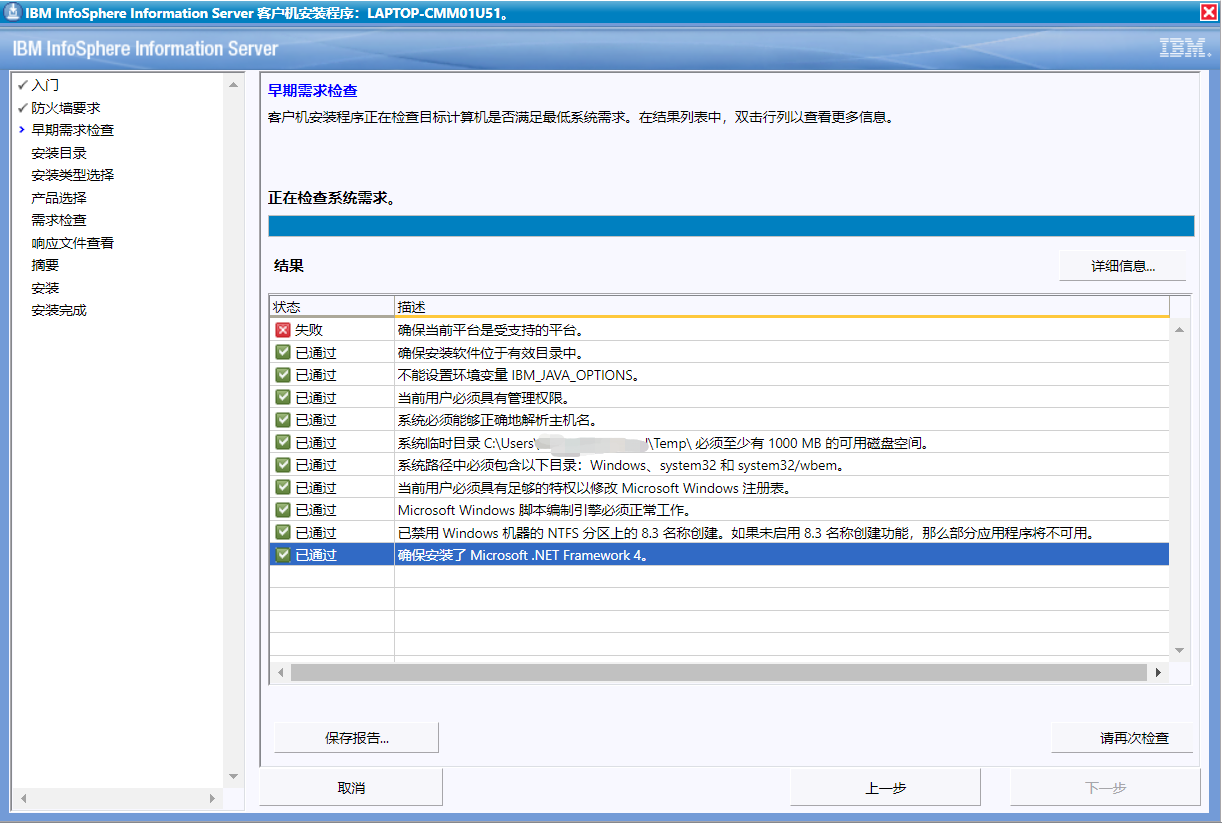 IBM InfoSphere Information Server 客户机安装程序：LAPTOP-CMM01U51。
IBM InfoSphere Information Server
IBM.
入门
防火墙要求
早期需求检查
安装目录
安装类型选择
产品选择
需求检查
响应文件查看
摘要
安装
安装完成
早期需求检查
客户机安装程序正在检查目标计算机是否满足最低系统需求。在结果列表中，双击行列以查看更多信息。
正在检查系统需求。
结果
详细信息...
状态 描述
失败 确保当前平台是受支持的平台。
已通过 确保安装软件位于有效目录中。
已通过 不能设置环境变量 IBM_JAVA_OPTIONS。
已通过 当前用户必须具有管理权限。
已通过 系统必须能够正确地解析主机名。
已通过 系统临时目录 C:\Users\ \Temp\ 必须至少有 1000 MB 的可用磁盘空间。
已通过 系统路径中必须包含以下目录：Windows、system32 和 system32/wbem。
已通过 当前用户必须具有足够的特权以修改 Microsoft Windows 注册表。
已通过 Microsoft Windows 脚本编制引擎必须正常工作。
已通过 已禁用 Windows 机器的 NTFS 分区上的 8.3 名称创建。如果未启用 8.3 名称创建功能，那么部分应用程序将不可用。
已通过 确保安装了 Microsoft .NET Framework 4。
保存报告...
请再次检查
取消
上一步
下一步